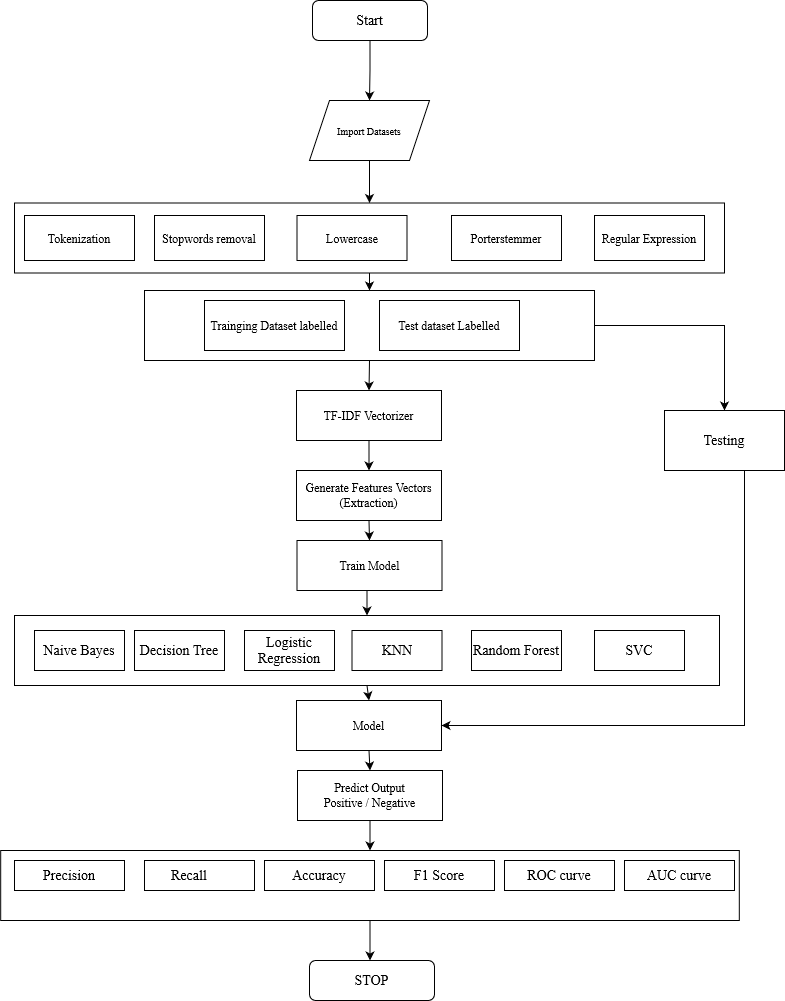 Start
Import Datasets
Tokenization
Stopwords removal
Lowercase
Porterstemmer
Regular Expression
Trainging Dataset labelled
Test dataset Labelled
TF-IDF Vectorizer
Testing
Generate Features Vectors
(Extraction)
Train Model
Naive Bayes
Decision Tree
Logistic
Regression
KNN
Random Forest
SVC
Model
Predict Output
Positive / Negative
Precision
Recall
Accuracy
F1 Score
ROC curve
AUC curve
STOP